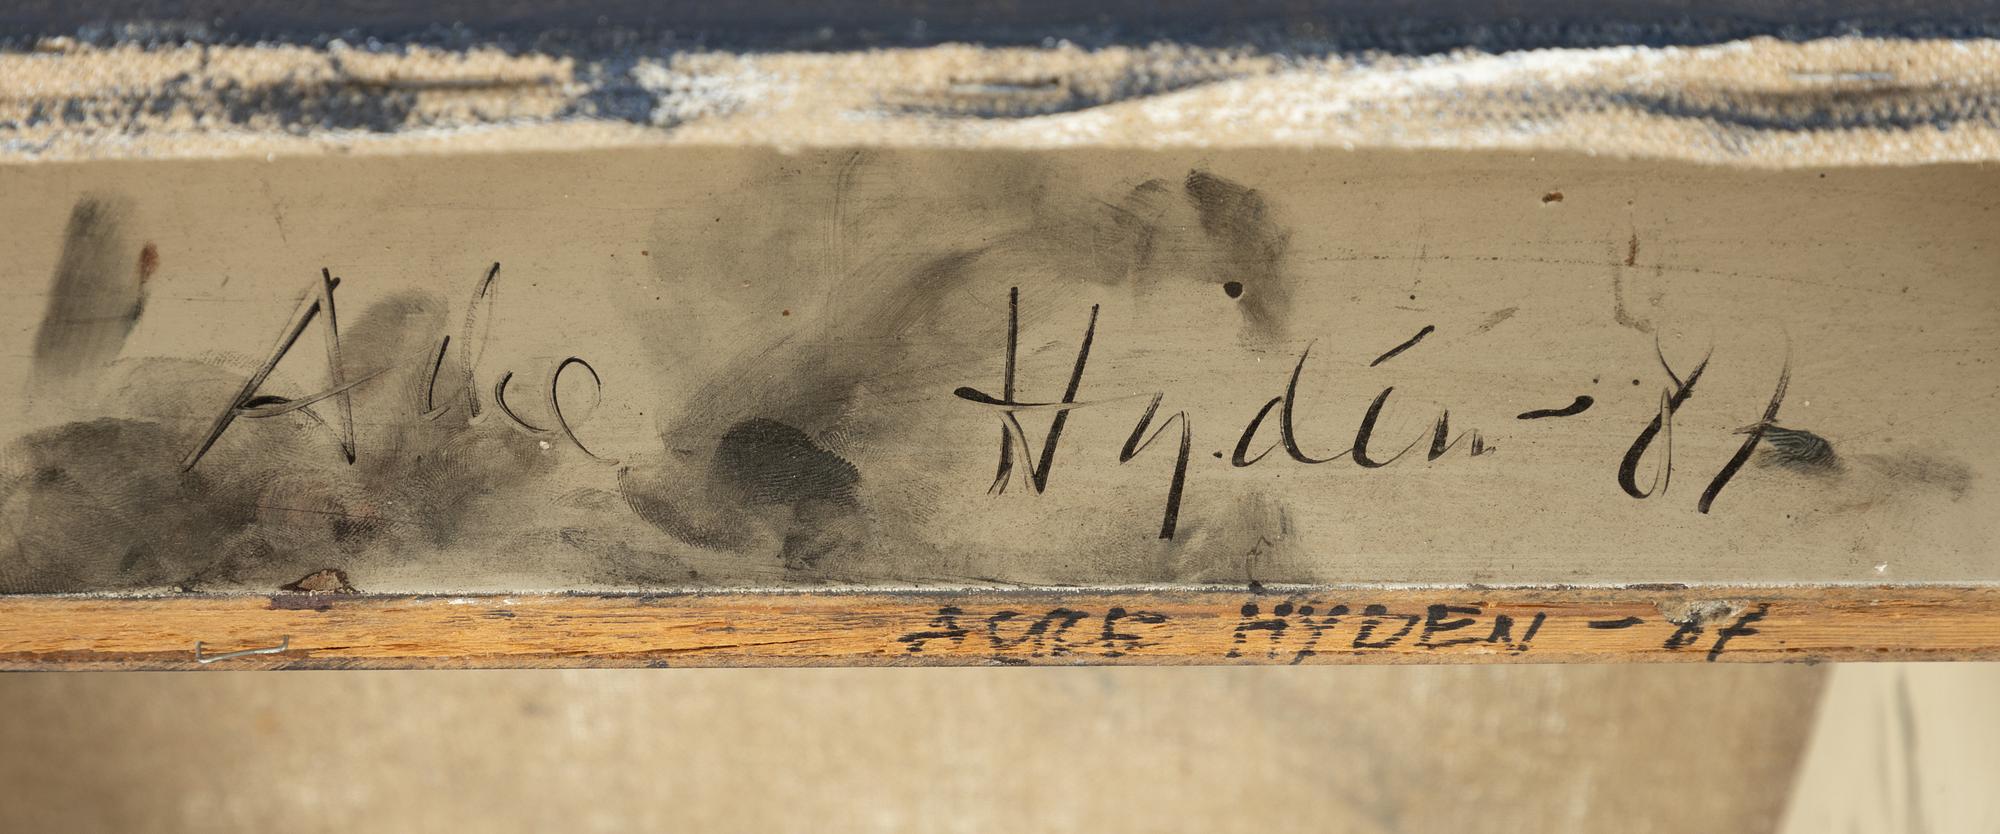 Acke Hydén - 87
ACKE HYDEN - 87